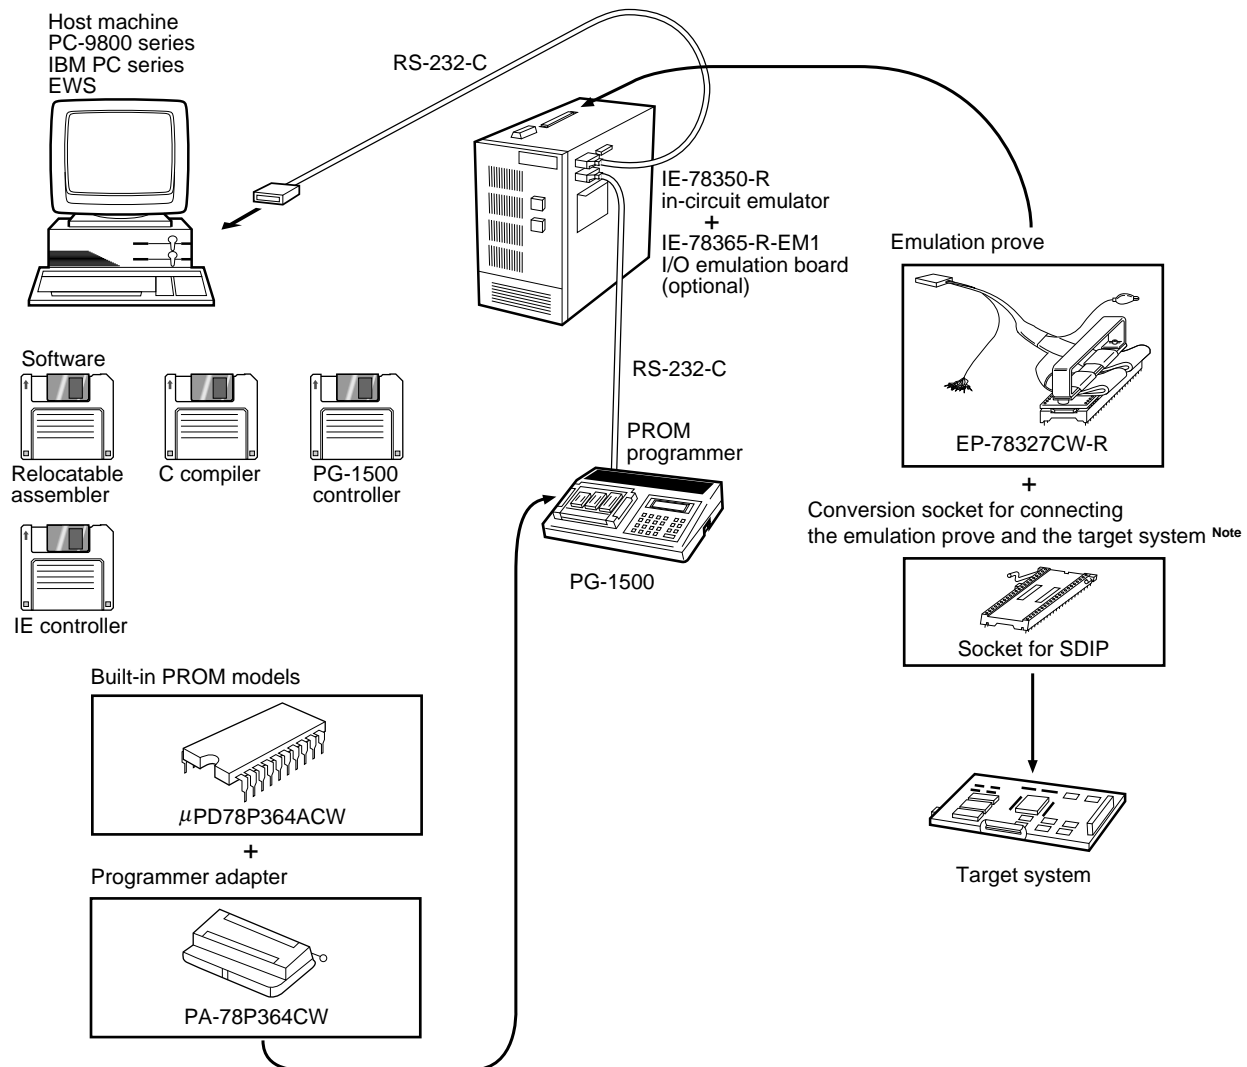 Host machine
PC-9800 series
IBM PC series
EWS
RS-232-C
IE-78350-R
in-circuit emulator
+
IE-78365-R-EM1
I/O emulation board
(optional)
Emulation prove
EP-78327CW-R
+
Conversion socket for connecting
the emulation prove and the target system Note
Socket for SDIP
Target system
Software
Relocatable
assembler
C compiler
PG-1500
controller
IE controller
RS-232-C
PROM
programmer
PG-1500
Built-in PROM models
μPD78P364ACW
+
Programmer adapter
PA-78P364CW